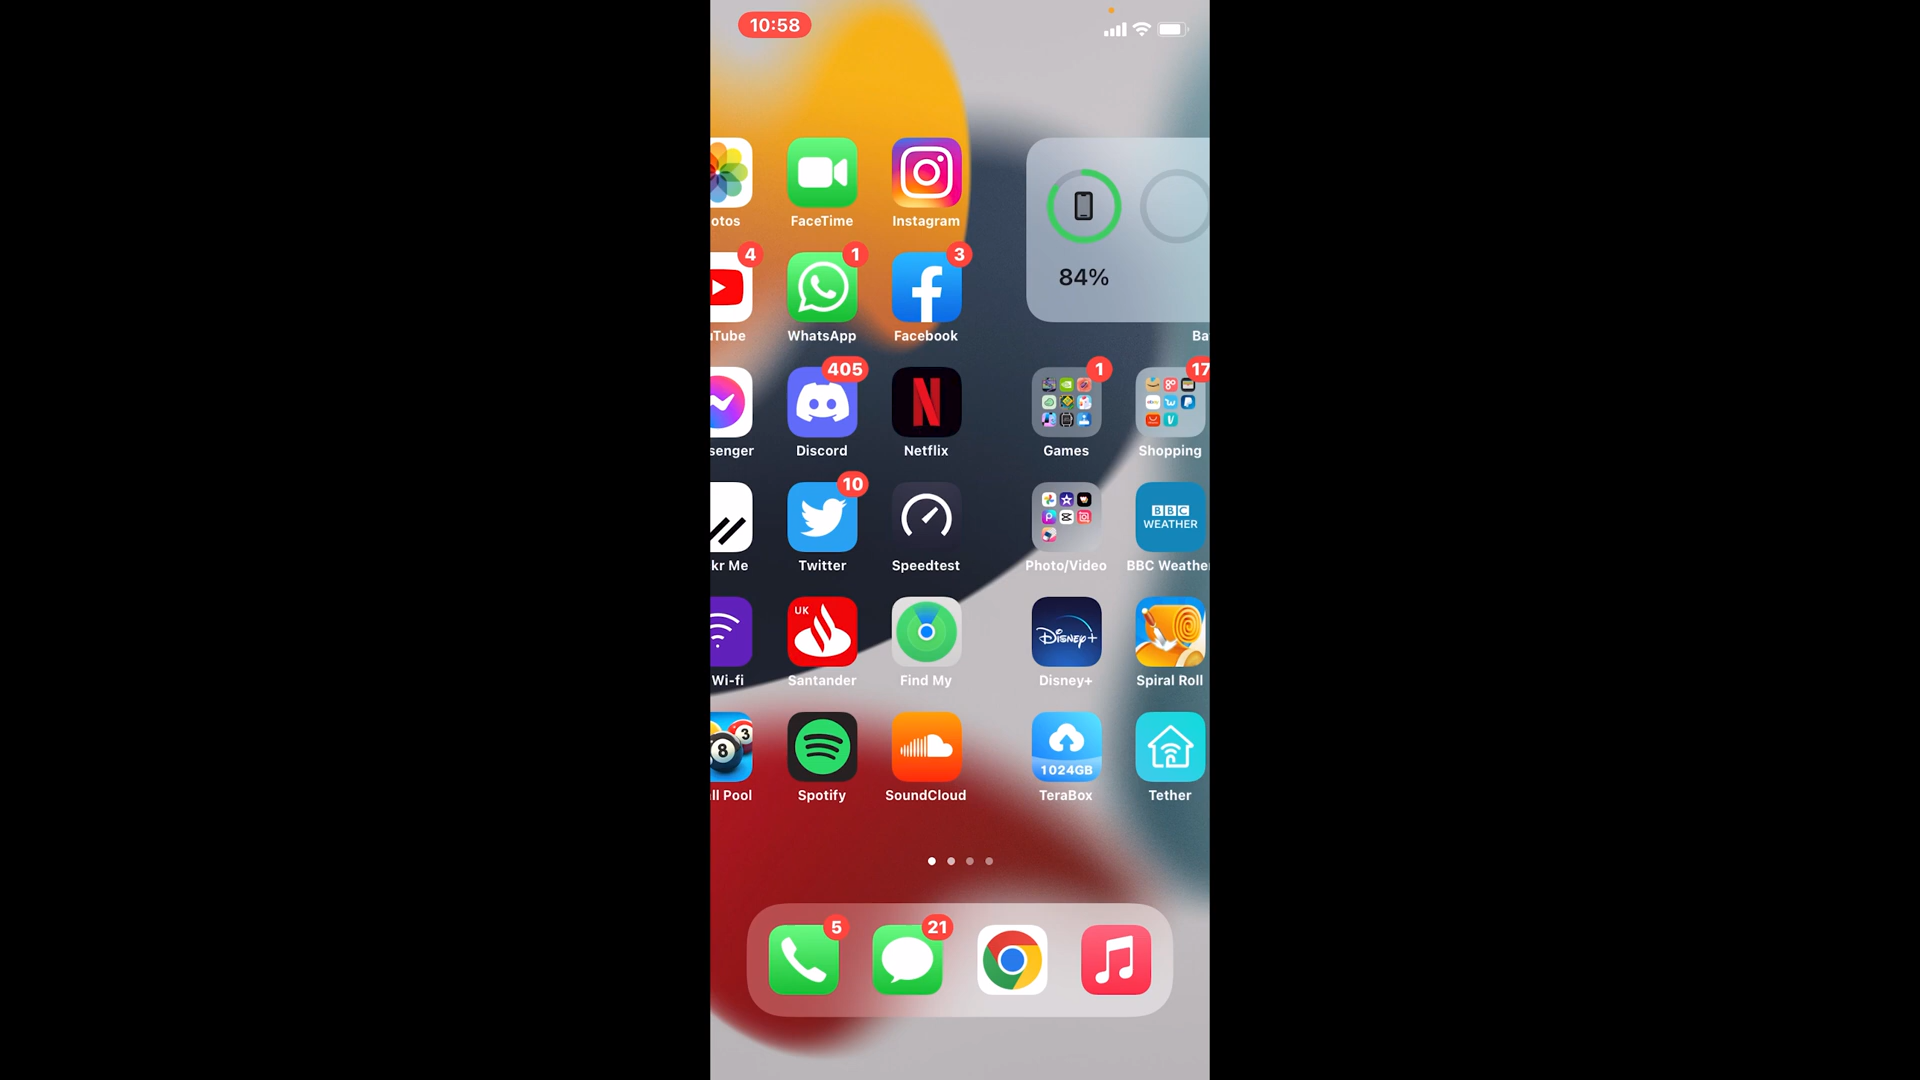 10:58
otos FaceTime Instagram
84%
4 1 3
uTube WhatsApp Facebook Ba
405 1 17
senger Discord Netflix Games Shopping
10
BBC
WEATHER
kr Me Twitter Speedtest Photo/Video BBC Weathe
UK
Disney+
Wi-fi Santander Find My Disney+ Spiral Roll
8 3
1024GB
ll Pool Spotify SoundCloud TeraBox Tether
5 21